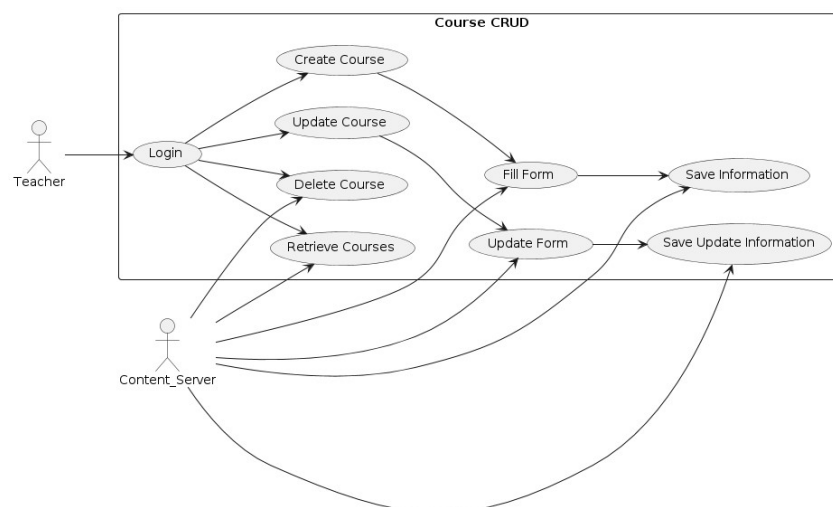 Course CRUD
Create Course
Update Course
Login
Teacher
Delete Course
Fill Form
Save Information
Retrieve Courses
Update Form
Save Update Information
Content_Server